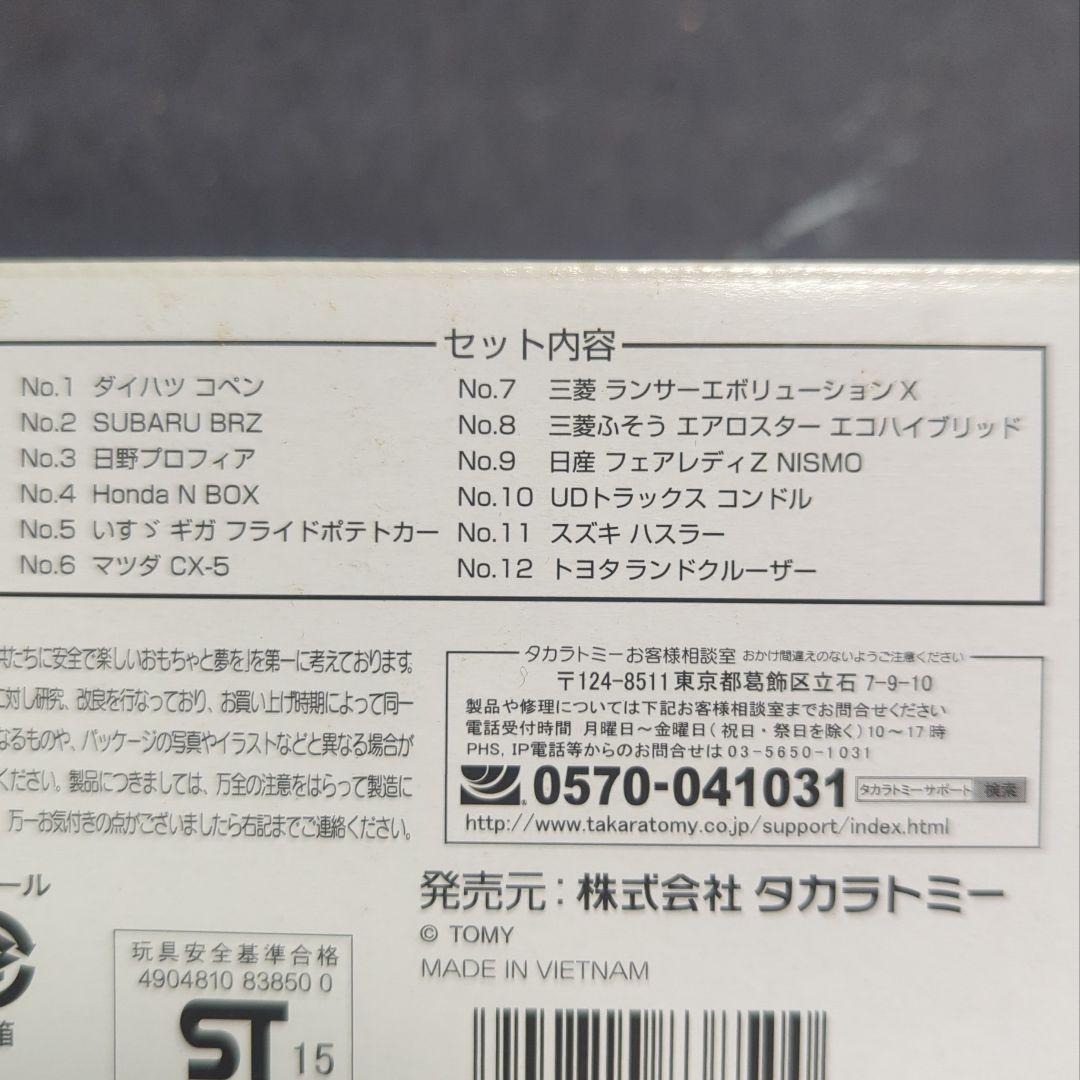 セット内容
No.1 ダイハツ コペン
No.2 SUBARU BRZ
No.3 日野プロフィア
No.4 Honda N BOX
No.5 いすゞ ギガ フライドポテトカー
No.6 マツダ CX-5
No.7 三菱 ランサーエボリューションX
No.8 三菱ふそう エアロスター エコハイブリッド
No.9 日産 フェアレディZ NISMO
No.10 UDトラックス コンドル
No.11 スズキ ハスラー
No.12 トヨタ ランドクルーザー
供たちに安全で楽しいおもちゃと夢を」を第一に考えております。
に対し研究、改良を行なっており、お買い上げ時期によって同一
なるものや、パッケージの写真やイラストなどと異なる場合が
ください。製品につきましては、万全の注意をはらって製造に
万一お気付きの点がございましたら右記までご連絡ください。
タカラトミーお客様相談室 おかけ間違えのないようご注意ください
〒124-8511 東京都葛飾区立石 7-9-10
製品や修理については下記お客様相談室までお問合せください
電話受付時間 月曜日〜金曜日(祝日・祭日を除く)10〜17時
PHS, IP電話等からのお問合せは 03-5650-1031
0570-041031 タカラトミーサポート 検索
http://www.takaratomy.co.jp/support/index.html
ール
箱
発売元:株式会社 タカラトミー
© TOMY
MADE IN VIETNAM
玩具安全基準合格
4904810 83850 0
ST 15